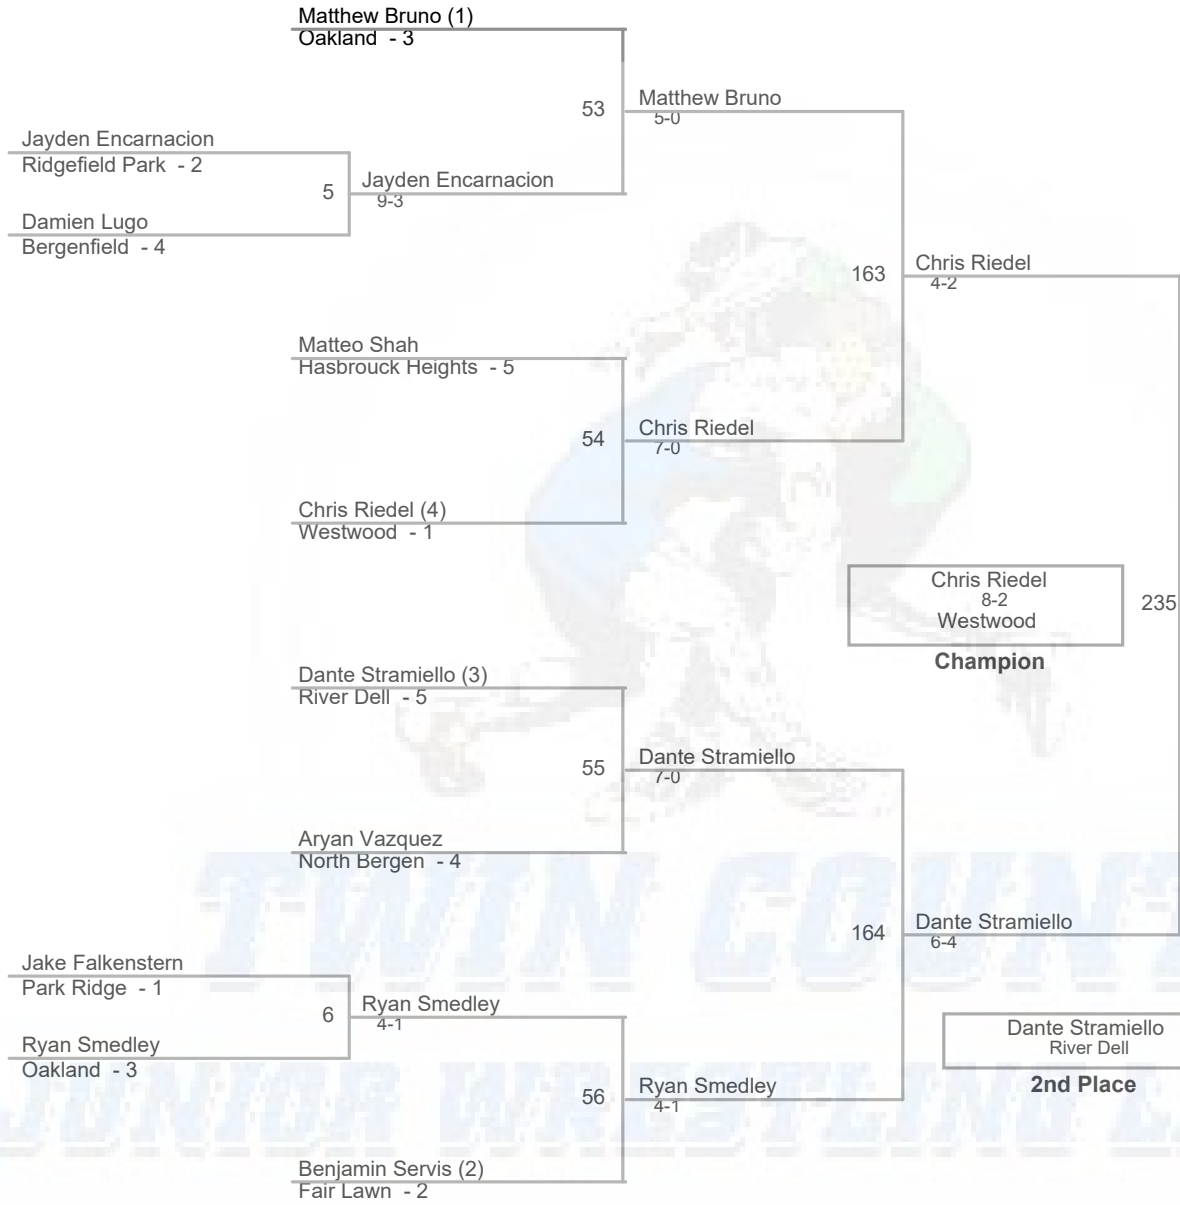 Matthew Bruno (1)
Oakland - 3
53
Matthew Bruno
5-0
Jayden Encarnacion
Ridgefield Park - 2
5
Jayden Encarnacion
9-3
Damien Lugo
Bergenfield - 4
163
Chris Riedel
4-2
Matteo Shah
Hasbrouck Heights - 5
54
Chris Riedel
7-0
Chris Riedel (4)
Westwood - 1
Chris Riedel
8-2
Westwood
235
Champion
Dante Stramiello (3)
River Dell - 5
55
Dante Stramiello
7-0
Aryan Vazquez
North Bergen - 4
TWIN COUN
164
Dante Stramiello
6-4
Jake Falkenstern
Park Ridge - 1
6
Ryan Smedley
4-1
Ryan Smedley
Oakland - 3
Dante Stramiello
River Dell
2nd Place
56
Ryan Smedley
4-1
JUNIOR WRESTLING
Benjamin Servis (2)
Fair Lawn - 2